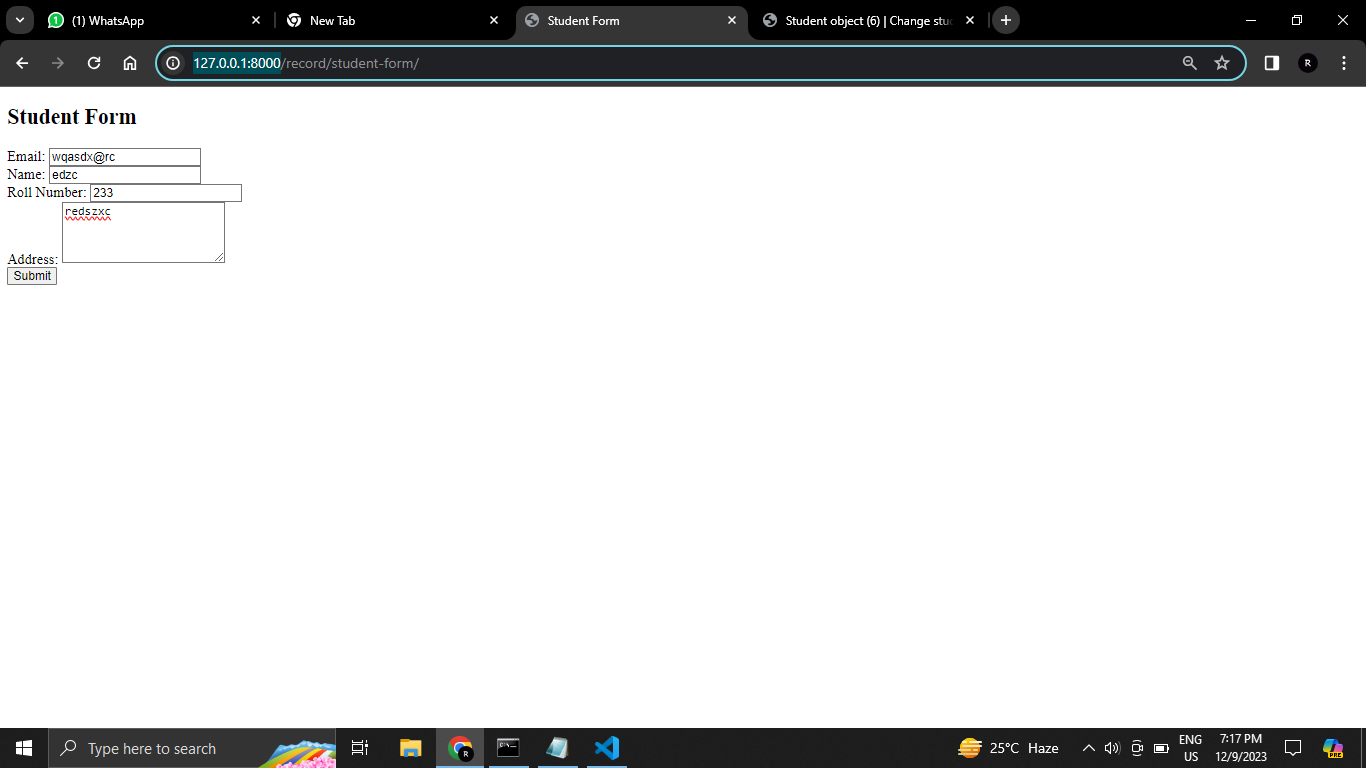 (1) WhatsApp
New Tab
Student Form
Student object (6) | Change stu
127.0.0.1:8000/record/student-form/
R
Student Form
Email: wqasdx@rc
Name: edzc
Roll Number: 233
redszxc
Address:
Submit
Type here to search
R
25°C Haze
ENG
US
7:17 PM
12/9/2023
PRE